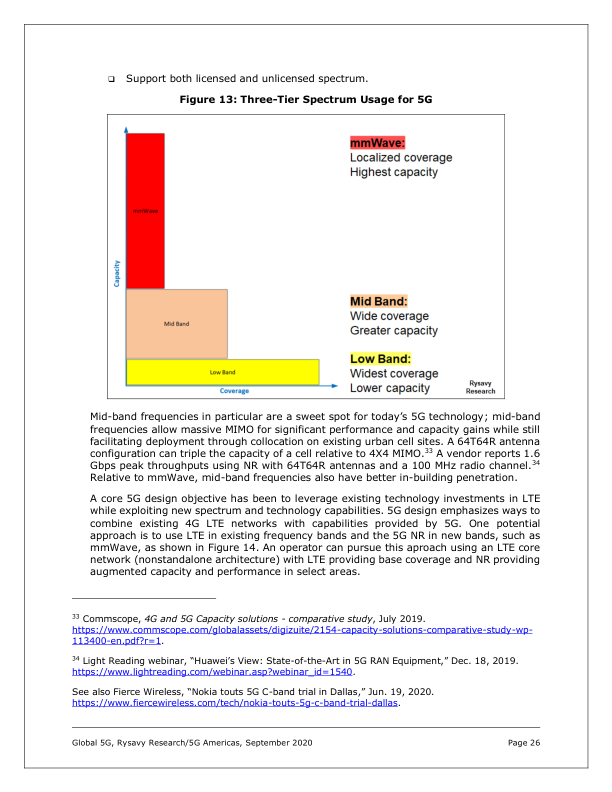 ❑ Support both licensed and unlicensed spectrum.
Figure 13: Three-Tier Spectrum Usage for 5G
mmWave:
Localized coverage
Highest capacity
mmWave
Capacity
Mid Band
Mid Band:
Wide coverage
Greater capacity
Low Band
Low Band:
Widest coverage
Lower capacity
Coverage
Rysavy
Research
Mid-band frequencies in particular are a sweet spot for today’s 5G technology; mid-band
frequencies allow massive MIMO for significant performance and capacity gains while still
facilitating deployment through collocation on existing urban cell sites. A 64T64R antenna
configuration can triple the capacity of a cell relative to 4X4 MIMO.33 A vendor reports 1.6
Gbps peak throughputs using NR with 64T64R antennas and a 100 MHz radio channel.34
Relative to mmWave, mid-band frequencies also have better in-building penetration.
A core 5G design objective has been to leverage existing technology investments in LTE
while exploiting new spectrum and technology capabilities. 5G design emphasizes ways to
combine existing 4G LTE networks with capabilities provided by 5G. One potential
approach is to use LTE in existing frequency bands and the 5G NR in new bands, such as
mmWave, as shown in Figure 14. An operator can pursue this aproach using an LTE core
network (nonstandalone architecture) with LTE providing base coverage and NR providing
augmented capacity and performance in select areas.
33 Commscope, 4G and 5G Capacity solutions - comparative study, July 2019.
https://www.commscope.com/globalassets/digizuite/2154-capacity-solutions-comparative-study-wp-
113400-en.pdf?r=1.
34 Light Reading webinar, “Huawei’s View: State-of-the-Art in 5G RAN Equipment,” Dec. 18, 2019.
https://www.lightreading.com/webinar.asp?webinar_id=1540.
See also Fierce Wireless, “Nokia touts 5G C-band trial in Dallas,” Jun. 19, 2020.
https://www.fiercewireless.com/tech/nokia-touts-5g-c-band-trial-dallas.
Global 5G, Rysavy Research/5G Americas, September 2020 Page 26